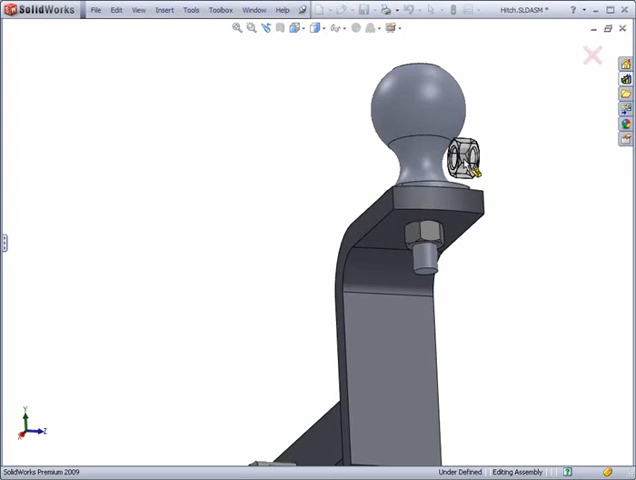 SolidWorks File Edit View Insert Tools Toolbox Window Help Hitch.SLDASM *
Y
Z
SolidWorks Premium 2009 Under Defined Editing Assembly